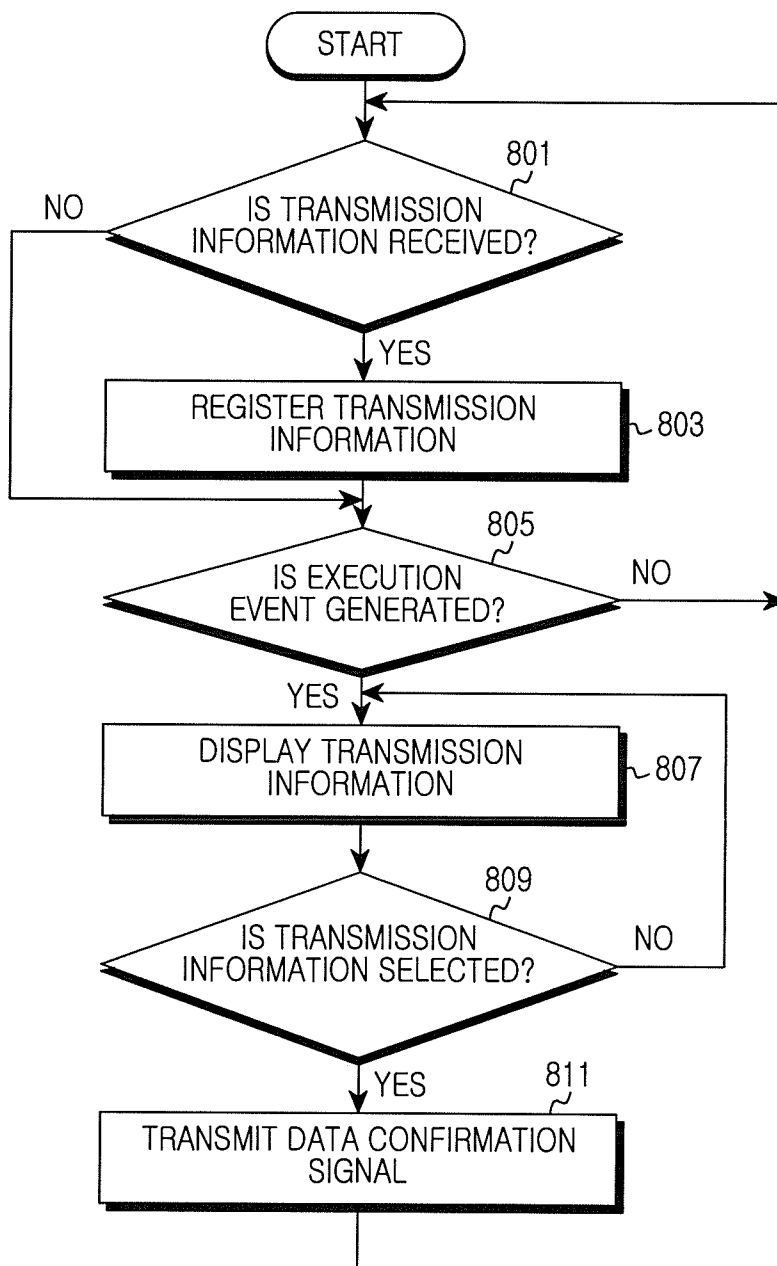 START
801
IS TRANSMISSION
INFORMATION RECEIVED?
NO
YES
REGISTER TRANSMISSION
INFORMATION
803
805
IS EXECUTION
EVENT GENERATED?
NO
YES
DISPLAY TRANSMISSION
INFORMATION
807
809
IS TRANSMISSION
INFORMATION SELECTED?
NO
YES
811
TRANSMIT DATA CONFIRMATION
SIGNAL